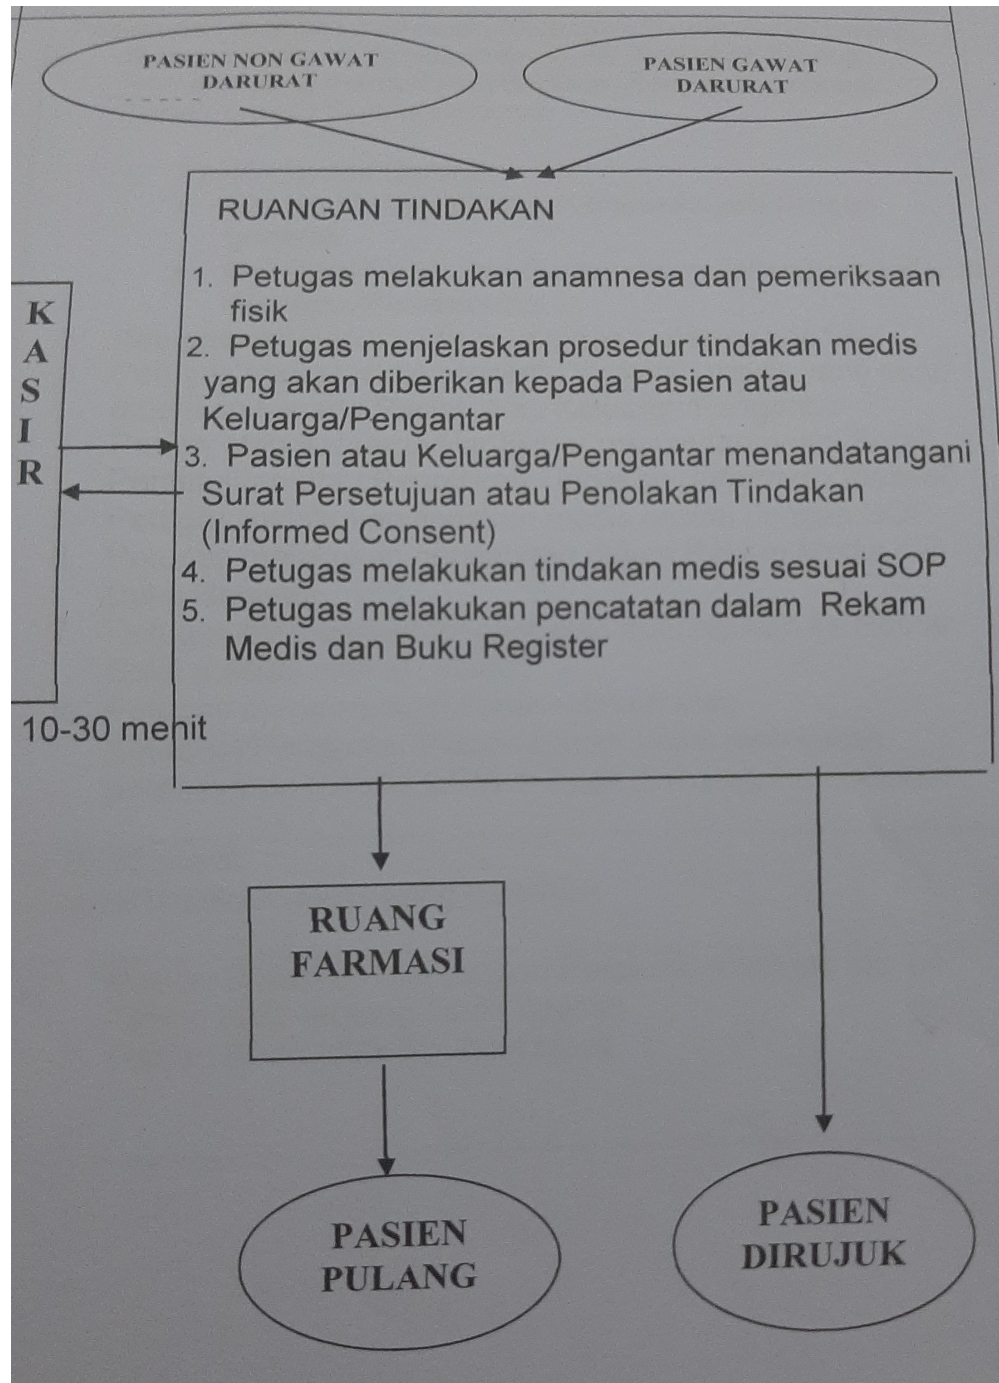 PASIEN NON GAWAT
DARURAT
PASIEN GAWAT
DARURAT
RUANGAN TINDAKAN
1. Petugas melakukan anamnesa dan pemeriksaan
fisik
2. Petugas menjelaskan prosedur tindakan medis
yang akan diberikan kepada Pasien atau
Keluarga/Pengantar
3. Pasien atau Keluarga/Pengantar menandatangani
Surat Persetujuan atau Penolakan Tindakan
(Informed Consent)
4. Petugas melakukan tindakan medis sesuai SOP
5. Petugas melakukan pencatatan dalam Rekam
Medis dan Buku Register
K
A
S
I
R
10-30 menit
RUANG
FARMASI
PASIEN
PULANG
PASIEN
DIRUJUK